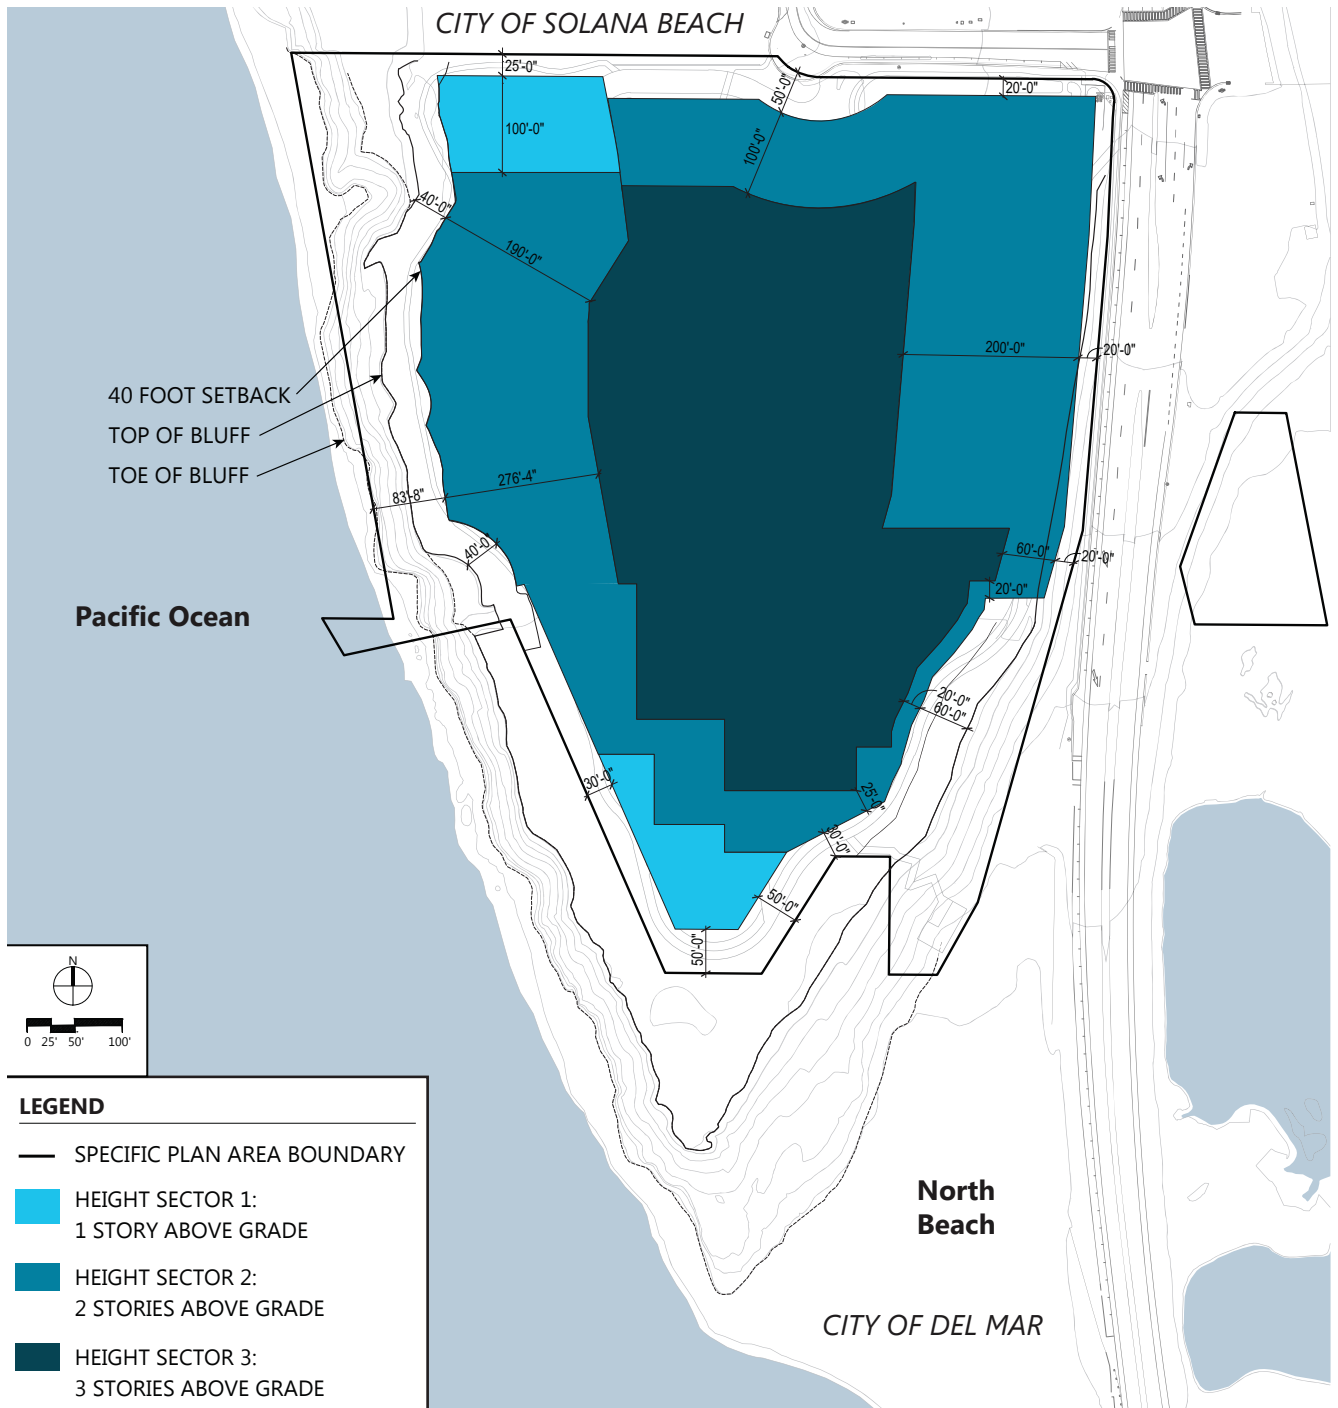 CITY OF SOLANA BEACH
25'-0"
50'-0"
20'-0"
100'-0"
100'-0"
40'-0"
190'-0"
200'-0"
20'-0"
40 FOOT SETBACK
TOP OF BLUFF
TOE OF BLUFF
276'-4"
83'-8"
40'-0"
60'-0"
20'-0"
20'-0"
Pacific Ocean
20'-0"
60'-0"
30'-0"
25'-0"
50'-0"
50'-0"
N
0 25' 50' 100'
LEGEND
SPECIFIC PLAN AREA BOUNDARY
HEIGHT SECTOR 1:
1 STORY ABOVE GRADE
HEIGHT SECTOR 2:
2 STORIES ABOVE GRADE
HEIGHT SECTOR 3:
3 STORIES ABOVE GRADE
North
Beach
CITY OF DEL MAR